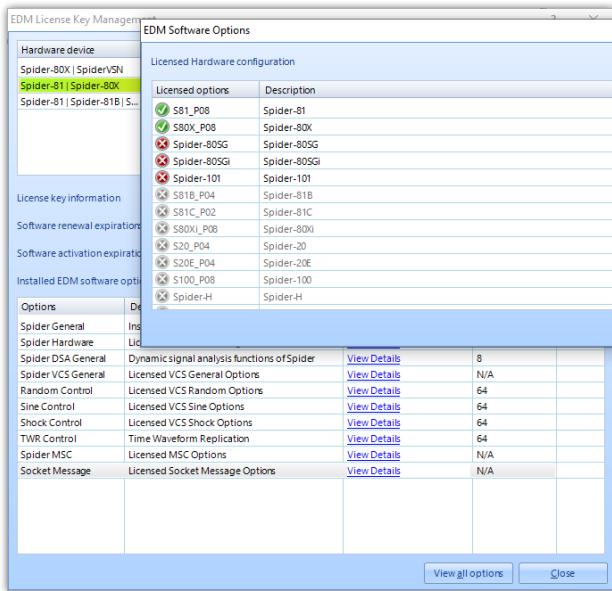 EDM License Key Management
EDM Software Options
Licensed Hardware configuration
Licensed options Description
S81_P08 Spider-81
S80X_P08 Spider-80X
Spider-80SG Spider-80SG
Spider-80SGi Spider-80SGi
Spider-101 Spider-101
S81B_P04 Spider-81B
S81C_P02 Spider-81C
S80Xi_P08 Spider-80Xi
S20_P04 Spider-20
S20E_P04 Spider-20E
S100_P08 Spider-100
Spider-H Spider-H
Hardware device
Spider-80X | SpiderVSN
Spider-81 | Spider-80X
Spider-81 | Spider-81B | S...
License key information
Software renewal expiration
Software activation expiratio
Installed EDM software opti
Options De
Spider General Ins
Spider Hardware Lic
Spider DSA General Dynamic signal analysis functions of Spider View Details 8
Spider VCS General Licensed VCS General Options View Details N/A
Random Control Licensed VCS Random Options View Details 64
Sine Control Licensed VCS Sine Options View Details 64
Shock Control Licensed VCS Shock Options View Details 64
TWR Control Time Waveform Replication View Details 64
Spider MSC Licensed MSC Options View Details N/A
Socket Message Licensed Socket Message Options View Details N/A
View all options Close